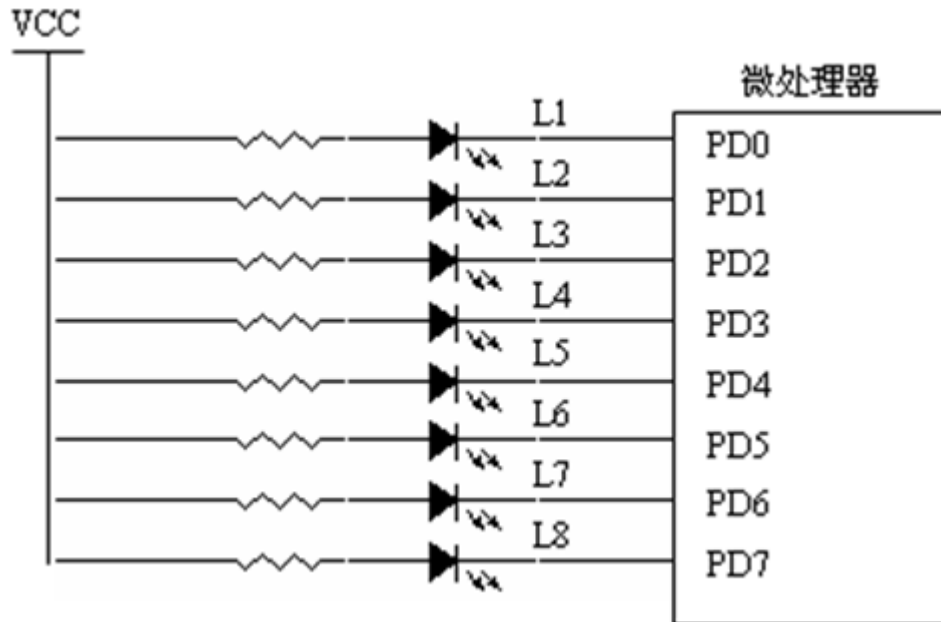 VCC
微处理器
L1
PD0
L2
PD1
L3
PD2
L4
PD3
L5
PD4
L6
PD5
L7
PD6
L8
PD7